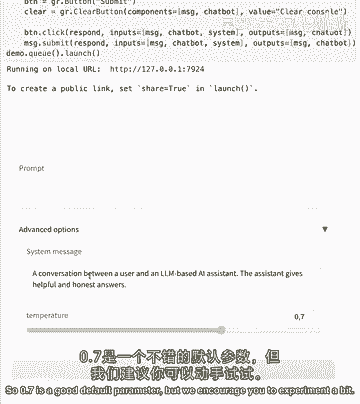 btn = gr.Button("Submit")
clear = gr.ClearButton(components=[msg, chatbot], value="Clear console")
btn.click(respond, inputs=[msg, chatbot, system], outputs=[msg, chatbot])
msg.submit(respond, inputs=[msg, chatbot, system], outputs=[msg, chatbot])
demo.queue().launch()
Running on local URL:  http://127.0.0.1:7924
To create a public link, set `share=True` in `launch()`.
Prompt
Advanced options ▼
System message
A conversation between a user and an LLM-based AI assistant. The assistant gives
helpful and honest answers.
temperature 0,7
0.7是一个不错的默认参数，但
我们建议你可以动手试试。
So 0.7 is a good default parameter, but we encourage you to experiment a bit.